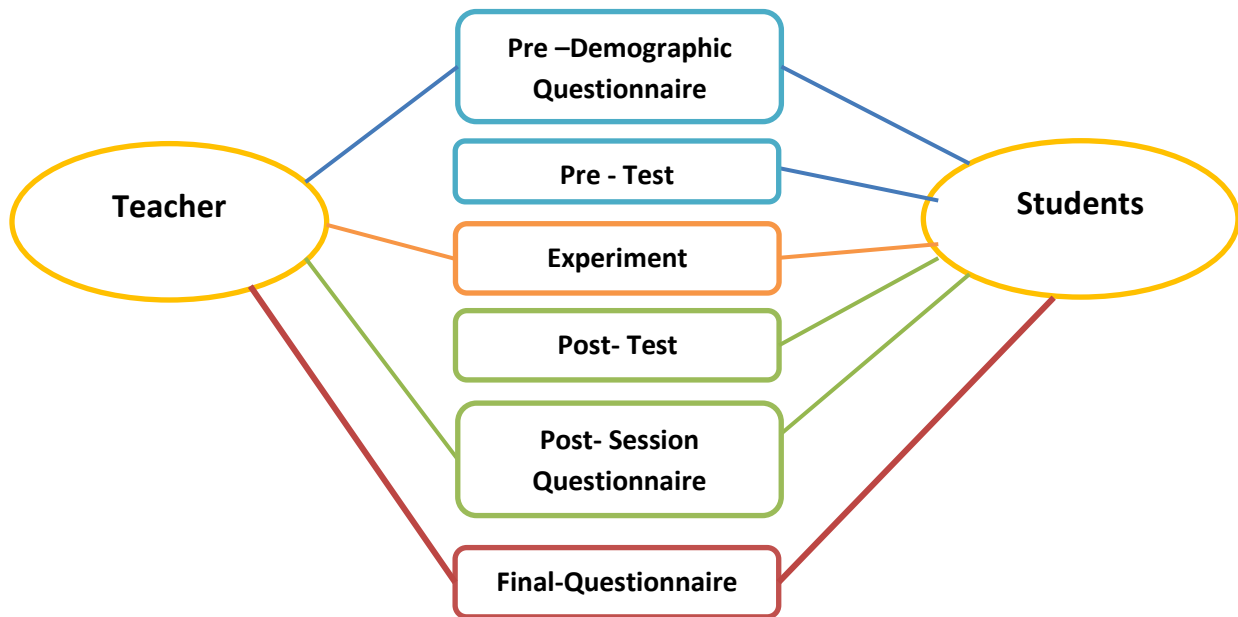 Pre –Demographic
Questionnaire
Pre - Test
Teacher
Students
Experiment
Post- Test
Post- Session
Questionnaire
Final-Questionnaire